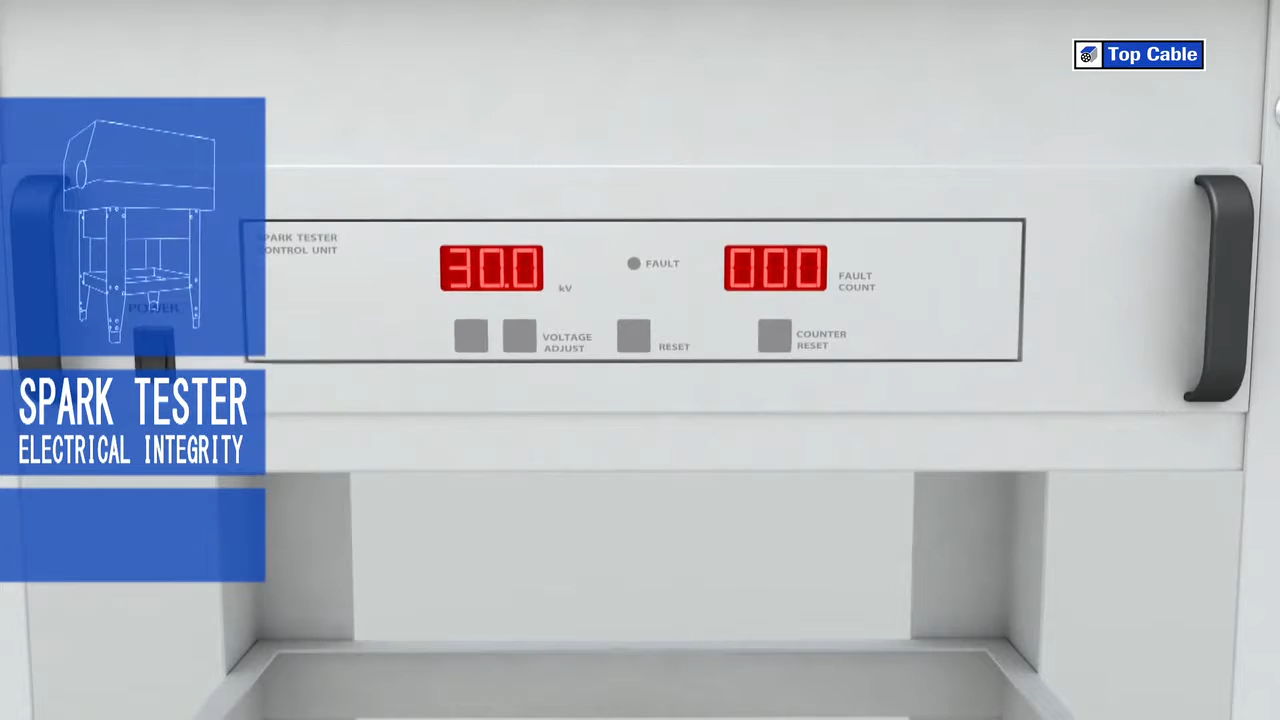 Top Cable
SPARK TESTER
CONTROL UNIT
30.0
kV
FAULT
000
FAULT
COUNT
POWER
VOLTAGE
ADJUST
RESET
COUNTER
RESET
SPARK TESTER
ELECTRICAL INTEGRITY